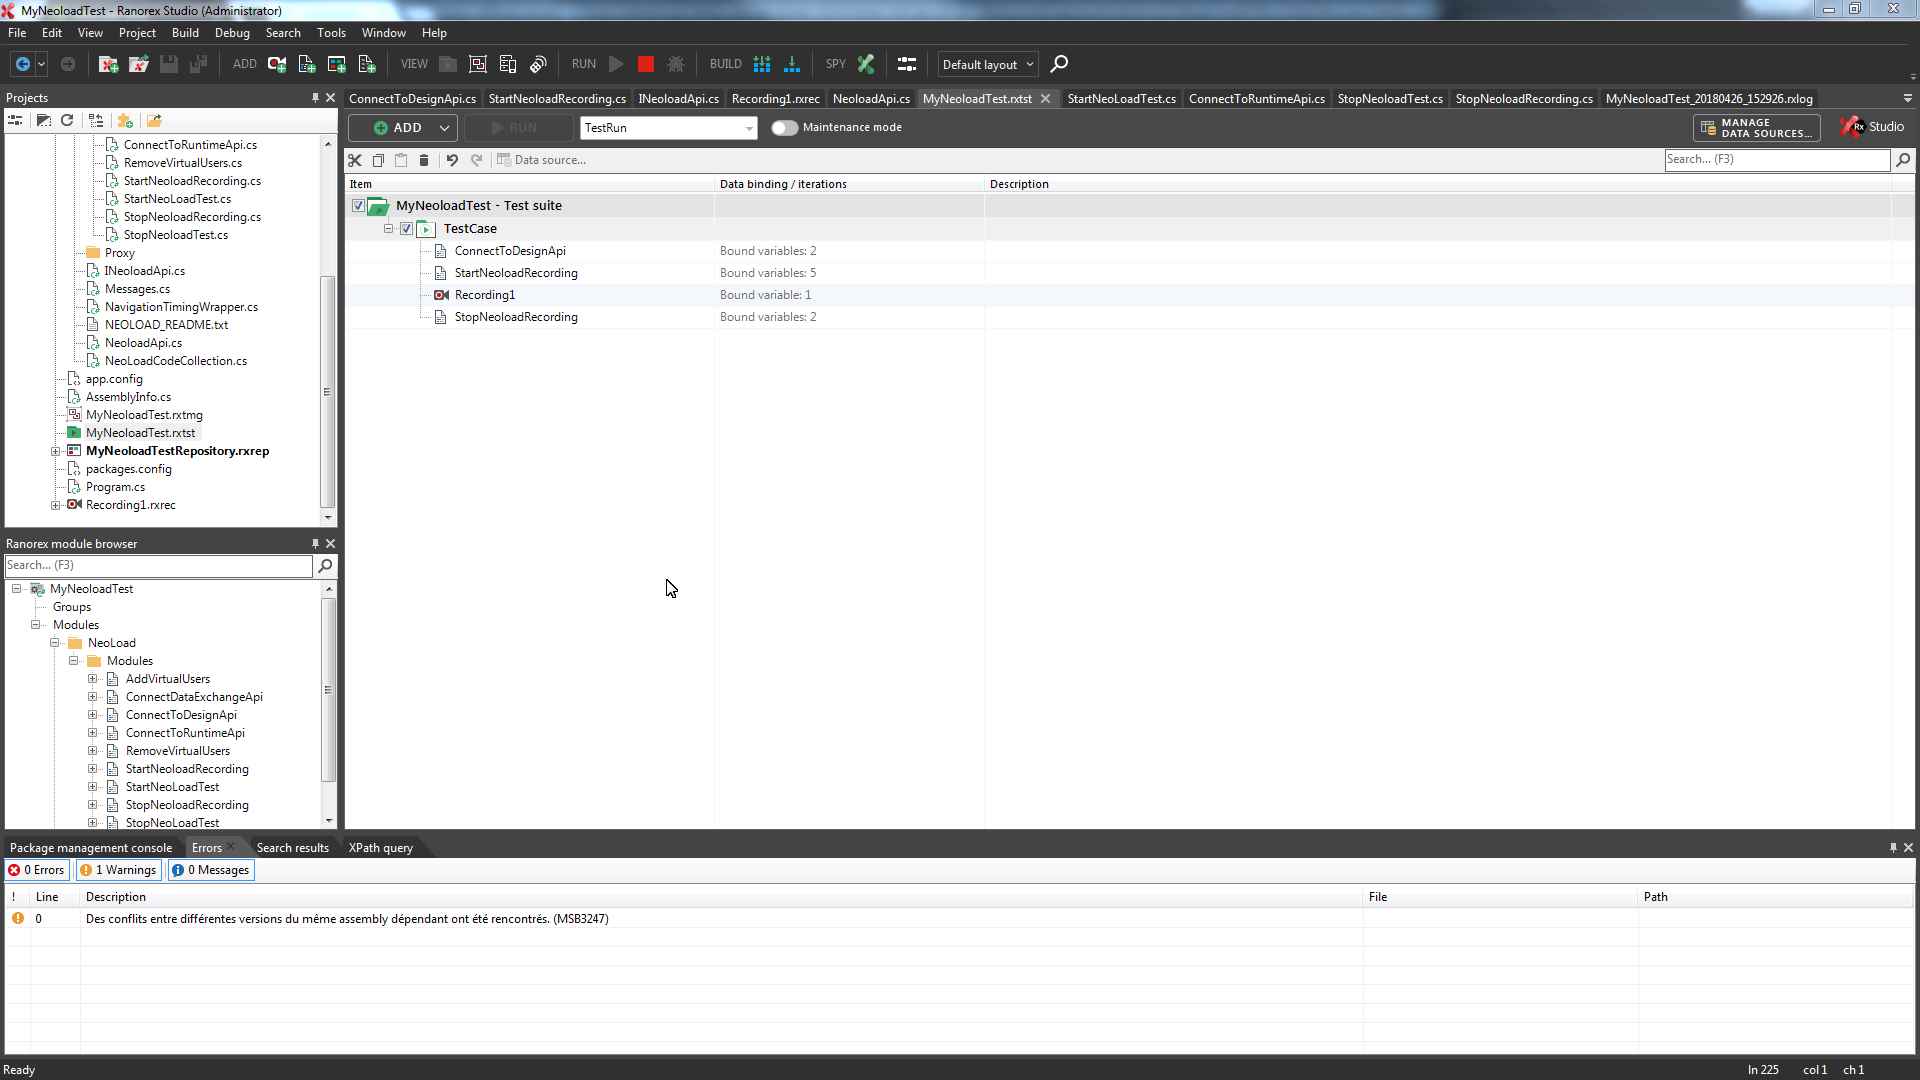 MyNeoloadTest - Ranorex Studio (Administrator)
File Edit View Project Build Debug Search Tools Window Help
ADD VIEW RUN BUILD SPY Default layout
Projects
ConnectToRuntimeApi.cs
RemoveVirtualUsers.cs
StartNeoloadRecording.cs
StartNeoLoadTest.cs
StopNeoloadRecording.cs
StopNeoloadTest.cs
Proxy
INeoloadApi.cs
Messages.cs
NavigationTimingWrapper.cs
NEOLOAD_README.txt
NeoloadApi.cs
NeoLoadCodeCollection.cs
app.config
AssemblyInfo.cs
MyNeoloadTest.rxtmg
MyNeoloadTest.rxtst
MyNeoloadTestRepository.rxrep
packages.config
Program.cs
Recording1.rxrec
Ranorex module browser
Search... (F3)
MyNeoloadTest
Groups
Modules
NeoLoad
Modules
AddVirtualUsers
ConnectDataExchangeApi
ConnectToDesignApi
ConnectToRuntimeApi
RemoveVirtualUsers
StartNeoloadRecording
StartNeoLoadTest
StopNeoloadRecording
StopNeoLoadTest
ConnectToDesignApi.cs StartNeoloadRecording.cs INeoloadApi.cs Recording1.rxrec NeoloadApi.cs MyNeoloadTest.rxtst StartNeoLoadTest.cs ConnectToRuntimeApi.cs StopNeoloadTest.cs StopNeoloadRecording.cs MyNeoloadTest_20180426_152926.rxlog
ADD RUN TestRun Maintenance mode MANAGE DATA SOURCES... Rx Studio
Data source... Search... (F3)
Item Data binding / iterations Description
MyNeoloadTest - Test suite
TestCase
ConnectToDesignApi Bound variables: 2
StartNeoloadRecording Bound variables: 5
Recording1 Bound variable: 1
StopNeoloadRecording Bound variables: 2
Package management console Errors Search results XPath query
0 Errors 1 Warnings 0 Messages
! Line Description File Path
0 Des conflits entre différentes versions du même assembly dépendant ont été rencontrés. (MSB3247)
Ready ln 225 col 1 ch 1